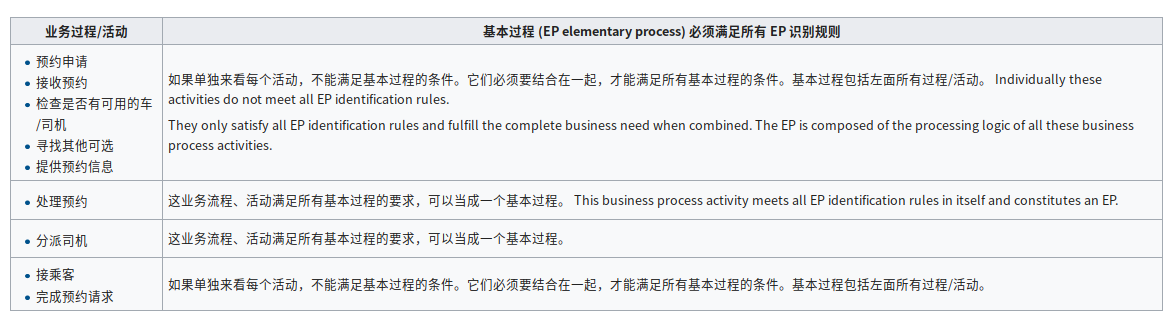 业务过程/活动
基本过程 (EP elementary process) 必须满足所有 EP 识别规则
预约申请
接收预约
检查是否有可用的车
/司机
寻找其他可选
提供预约信息
如果单独来看每个活动，不能满足基本过程的条件。它们必须要结合在一起，才能满足所有基本过程的条件。基本过程包括左面所有过程/活动。 Individually these
activities do not meet all EP identification rules.
They only satisfy all EP identification rules and fulfill the complete business need when combined. The EP is composed of the processing logic of all these business
process activities.
处理预约
这业务流程、活动满足所有基本过程的要求，可以当成一个基本过程。 This business process activity meets all EP identification rules in itself and constitutes an EP.
分派司机
这业务流程、活动满足所有基本过程的要求，可以当成一个基本过程。
接乘客
完成预约请求
如果单独来看每个活动，不能满足基本过程的条件。它们必须要结合在一起，才能满足所有基本过程的条件。基本过程包括左面所有过程/活动。